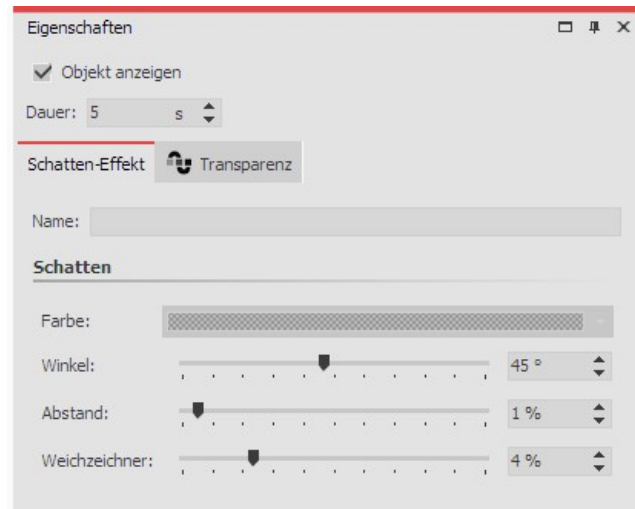 Eigenschaften
Objekt anzeigen
Dauer: 5 s
Schatten-Effekt Transparenz
Name:
Schatten
Farbe:
Winkel: 45 °
Abstand: 1 %
Weichzeichner: 4 %